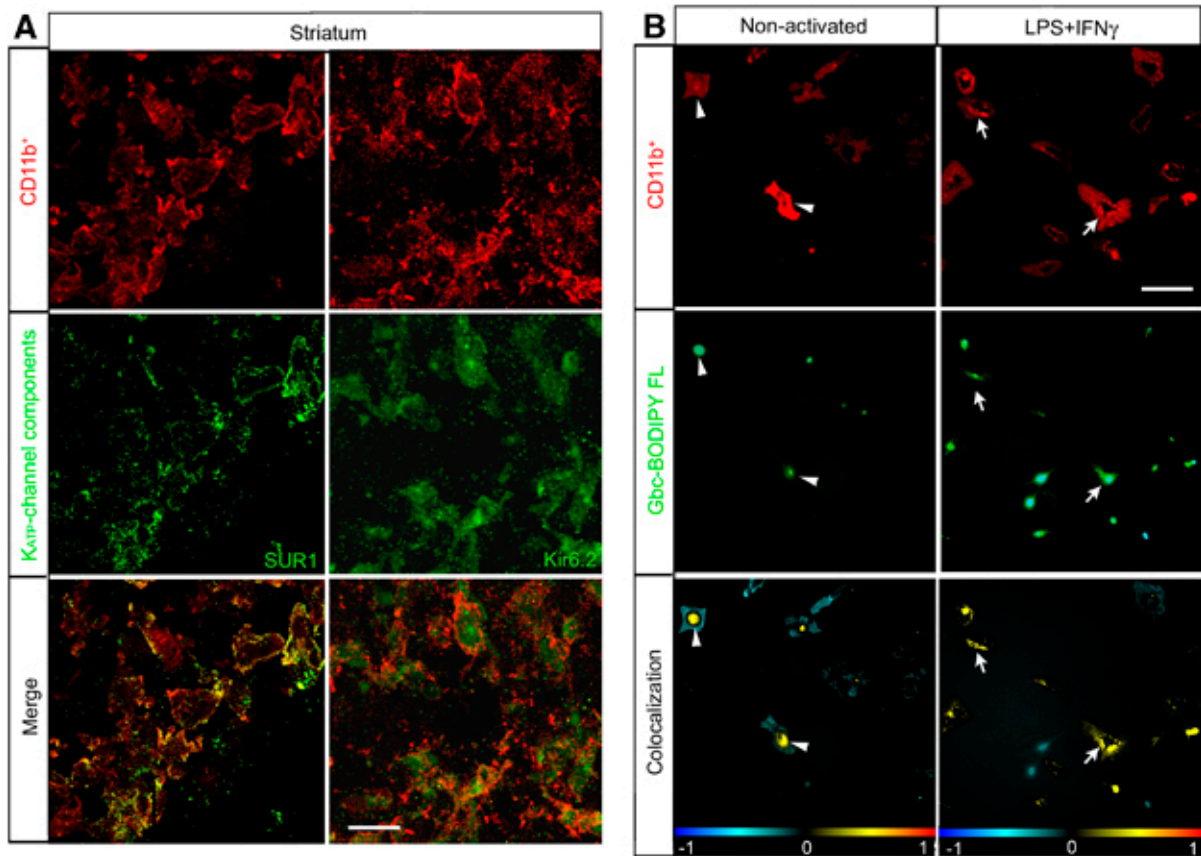 A
Striatum
CD11b⁺
K_ATP-channel components
SUR1
Kir6.2
Merge
B
Non-activated
LPS+IFNγ
CD11b⁺
Gbc-BODIPY FL
Colocalization
-1 0 1
-1 0 1